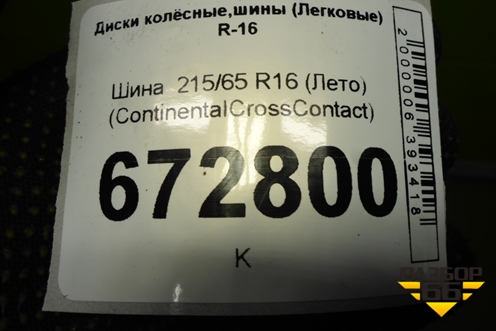 Диски колёсные,шины (Легковые)
R-16
Шина 215/65 R16 (Лето)
(ContinentalCrossContact)
672800
К
2000006393418
РАЗБОР
66